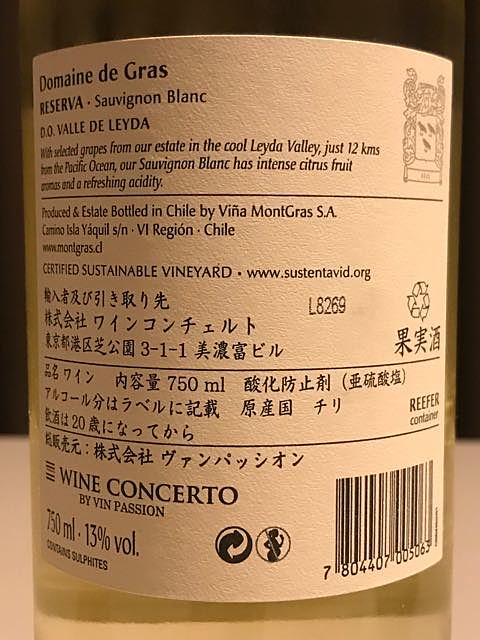 Domaine de Gras
RESERVA · Sauvignon Blanc
D.O. VALLE DE LEYDA
With selected grapes from our estate in the cool Leyda Valley, just 12 kms
from the Pacific Ocean, our Sauvignon Blanc has intense citrus fruit
aromas and a refreshing acidity.
Produced & Estate Bottled in Chile by Viña MontGras S.A.
Camino Isla Yáquil s/n · VI Región · Chile
www.montgras.cl
CERTIFIED SUSTAINABLE VINEYARD · www.sustentavid.org
輸入者及び引き取り先
L8269
株式会社 ワインコンチェルト
東京都港区芝公園 3-1-1 美濃富ビル
果実酒
品名 ワイン 内容量 750 ml 酸化防止剤（亜硫酸塩）
アルコール分はラベルに記載 原産国 チリ
REEFER
container
飲酒は 20 歳になってから
総販売元：株式会社 ヴァンパッシオン
WINE CONCERTO
BY VIN PASSION
750 ml · 13% vol.
CONTAINS SULPHITES
7 804407 005063